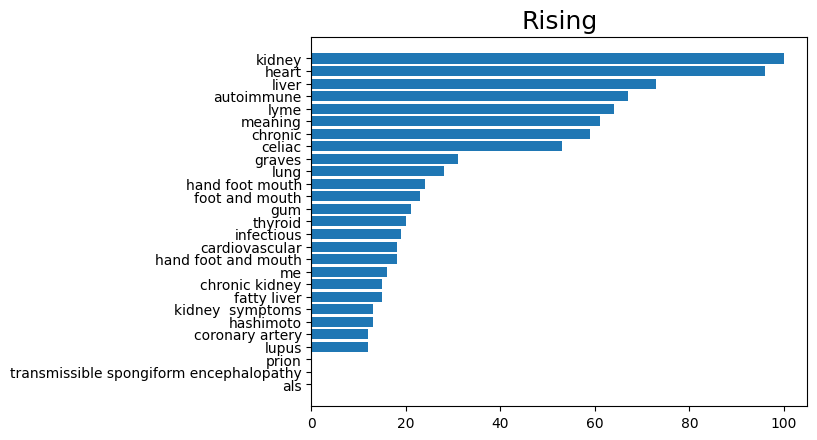 Rising
kidney
heart
liver
autoimmune
lyme
meaning
chronic
celiac
graves
lung
hand foot mouth
foot and mouth
gum
thyroid
infectious
cardiovascular
hand foot and mouth
me
chronic kidney
fatty liver
kidney  symptoms
hashimoto
coronary artery
lupus
prion
transmissible spongiform encephalopathy
als
0 20 40 60 80 100